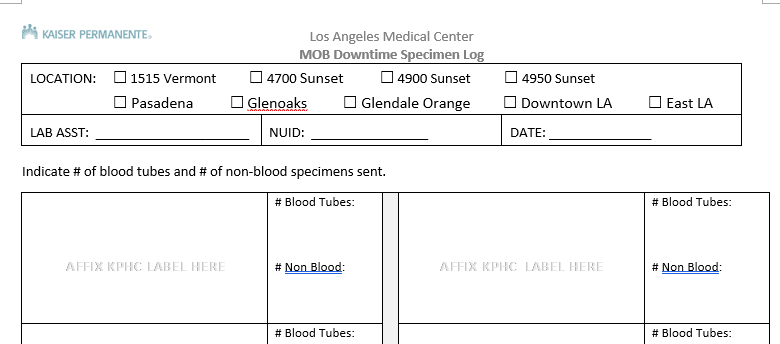 KAISER PERMANENTE®
Los Angeles Medical Center
MOB Downtime Specimen Log
LOCATION: ☐ 1515 Vermont ☐ 4700 Sunset ☐ 4900 Sunset ☐ 4950 Sunset
☐ Pasadena ☐ Glenoaks ☐ Glendale Orange ☐ Downtown LA ☐ East LA
LAB ASST: ____________________ NUID: ________________ DATE: ______________
Indicate # of blood tubes and # of non-blood specimens sent.
# Blood Tubes: # Blood Tubes:
AFFIX KPHC LABEL HERE # Non Blood: AFFIX KPHC LABEL HERE # Non Blood:
# Blood Tubes: # Blood Tubes: